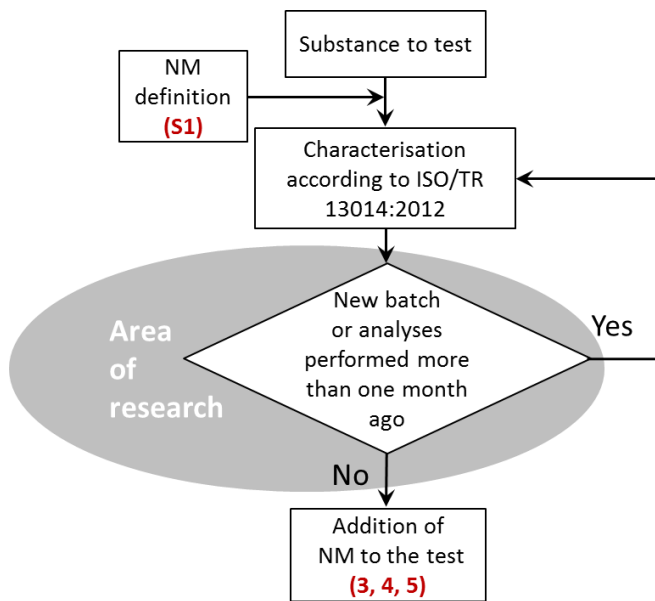 Substance to test
NM
definition
(S1)
Characterisation
according to ISO/TR
13014:2012
Area
of
research
New batch
or analyses
performed more
than one month
ago
Yes
No
Addition of
NM to the test
(3, 4, 5)